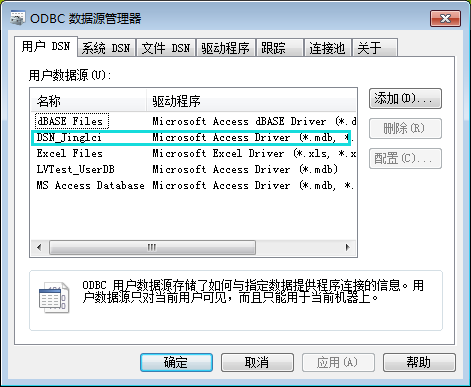 ODBC 数据源管理器
用户 DSN 系统 DSN 文件 DSN 驱动程序 跟踪 连接池 关于
用户数据源(U):
名称 驱动程序
添加(D)...
dBASE Files Microsoft Access dBASE Driver (*.d
删除(R)
DSN_Jinglci Microsoft Access Driver (*.mdb, *.
Excel Files Microsoft Excel Driver (*.xls, *.x
配置(C)...
LVTest_UserDB Microsoft Access Driver (*.mdb)
MS Access Database Microsoft Access Driver (*.mdb, *.
ODBC 用户数据源存储了如何与指定数据提供程序连接的信息。用
户数据源只对当前用户可见，而且只能用于当前机器上。
确定 取消 应用(A) 帮助